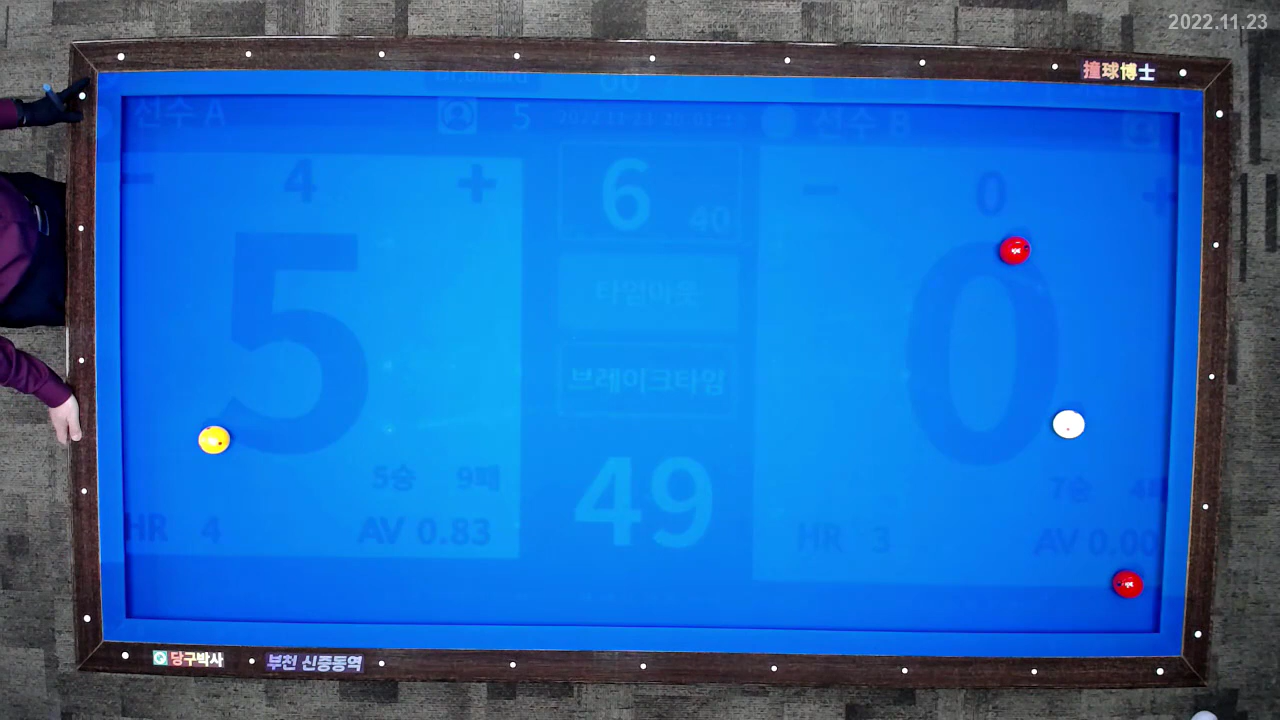 2022.11.23
撞球博士
Dr.Billiard
선수 A
5
선수 B
- 4 +
6
40
- 0 +
5
0
타임아웃
브레이크타임
49
5승 9패
7승
HR 4
AV 0.83
HR 3
AV 0.00
당구박사
부천 신중동역